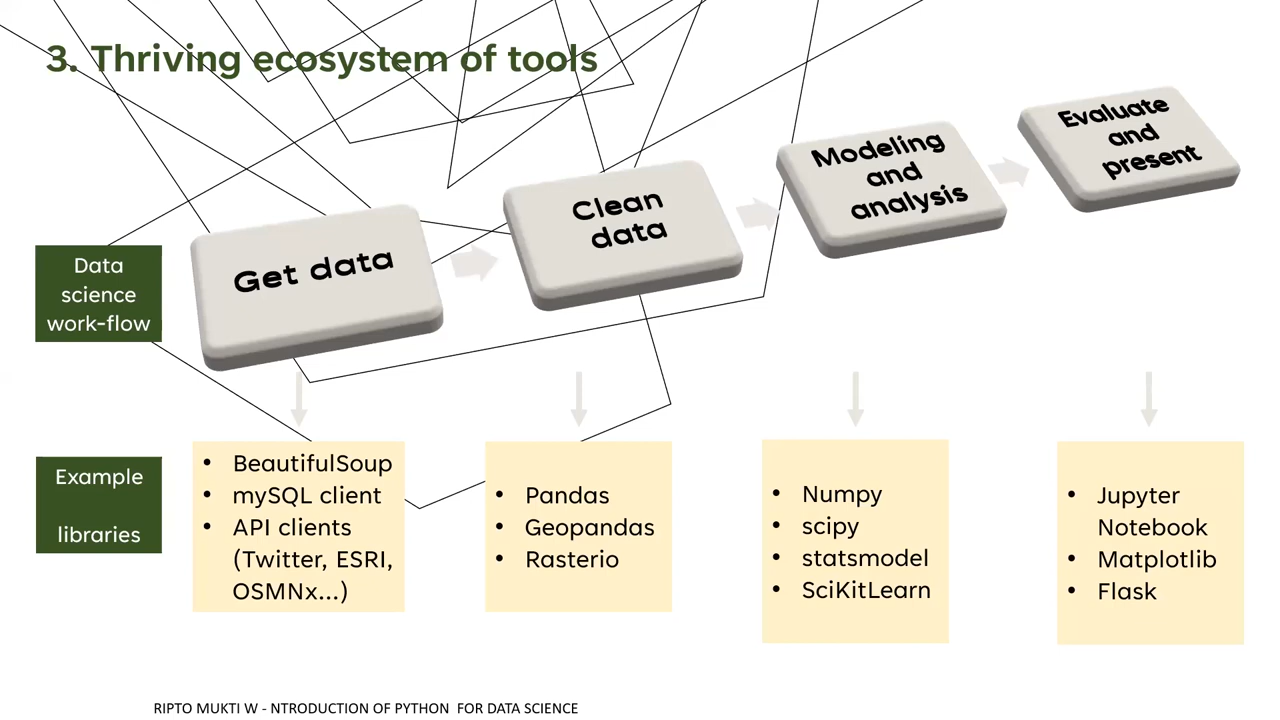 3. Thriving ecosystem of tools
Data
science
work-flow
Get data
Clean
data
Modeling
and
analysis
Evaluate
and
present
Example
libraries
• BeautifulSoup
• mySQL client
• API clients
(Twitter, ESRI,
OSMNx...)
• Pandas
• Geopandas
• Rasterio
• Numpy
• scipy
• statsmodel
• SciKitLearn
• Jupyter
Notebook
• Matplotlib
• Flask
RIPTO MUKTI W - NTRODUCTION OF PYTHON  FOR DATA SCIENCE